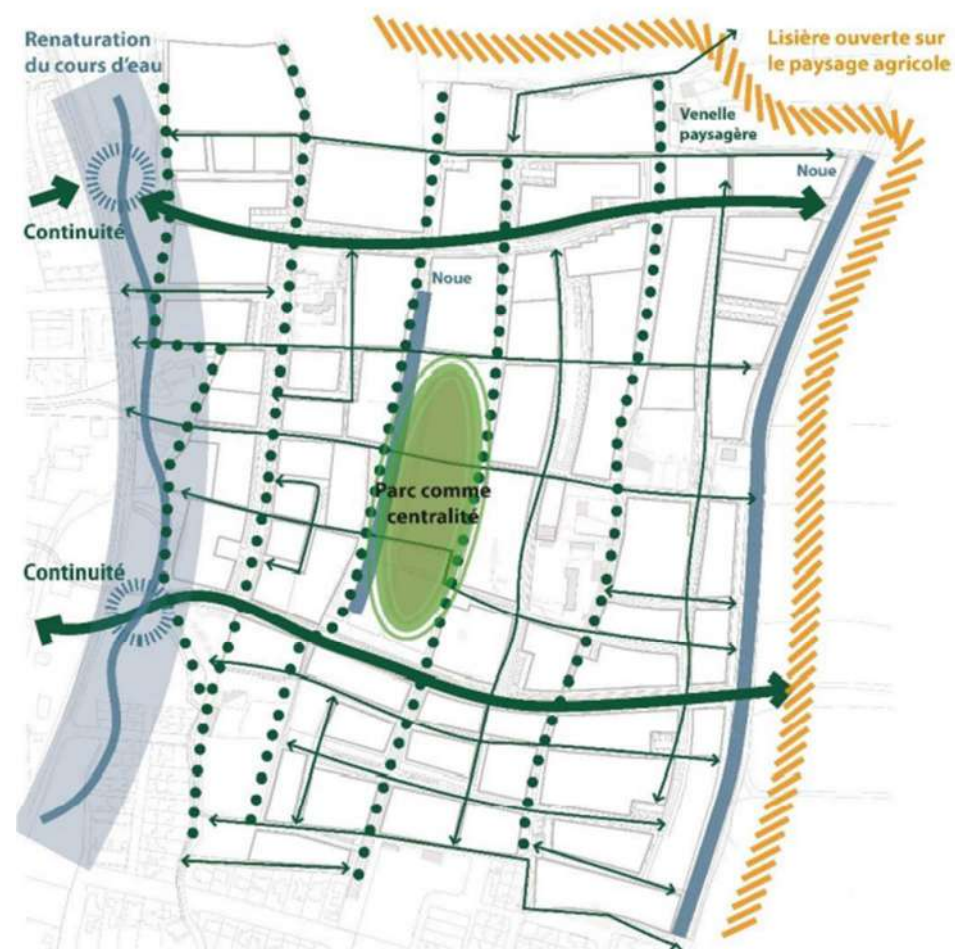 Renaturation
du cours d'eau
Lisière ouverte sur
le paysage agricole
Venelle
paysagère
Noue
Continuité
Noue
Parc comme
centralité
Continuité